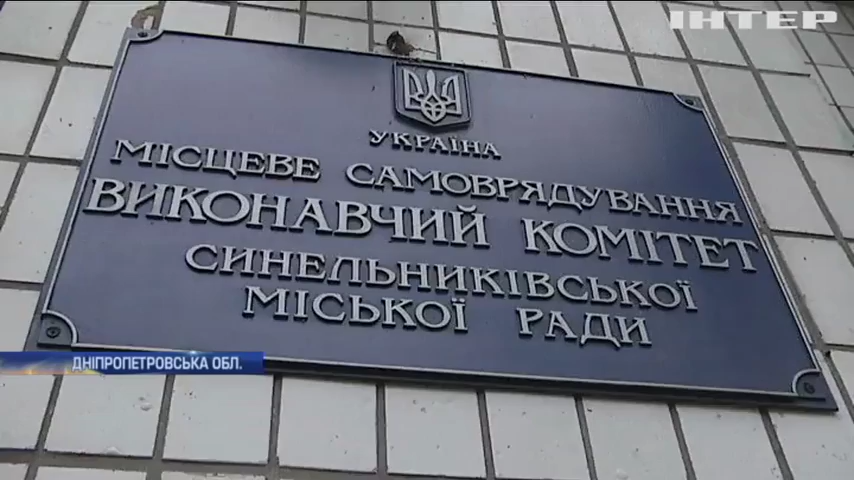 ІНТЕР
УКРАЇНА
МІСЦЕВЕ САМОВРЯДУВАННЯ
ВИКОНАВЧИЙ КОМІТЕТ
СИНЕЛЬНИКІВСЬКОЇ
МІСЬКОЇ РАДИ
ДНІПРОПЕТРОВСЬКА ОБЛ.